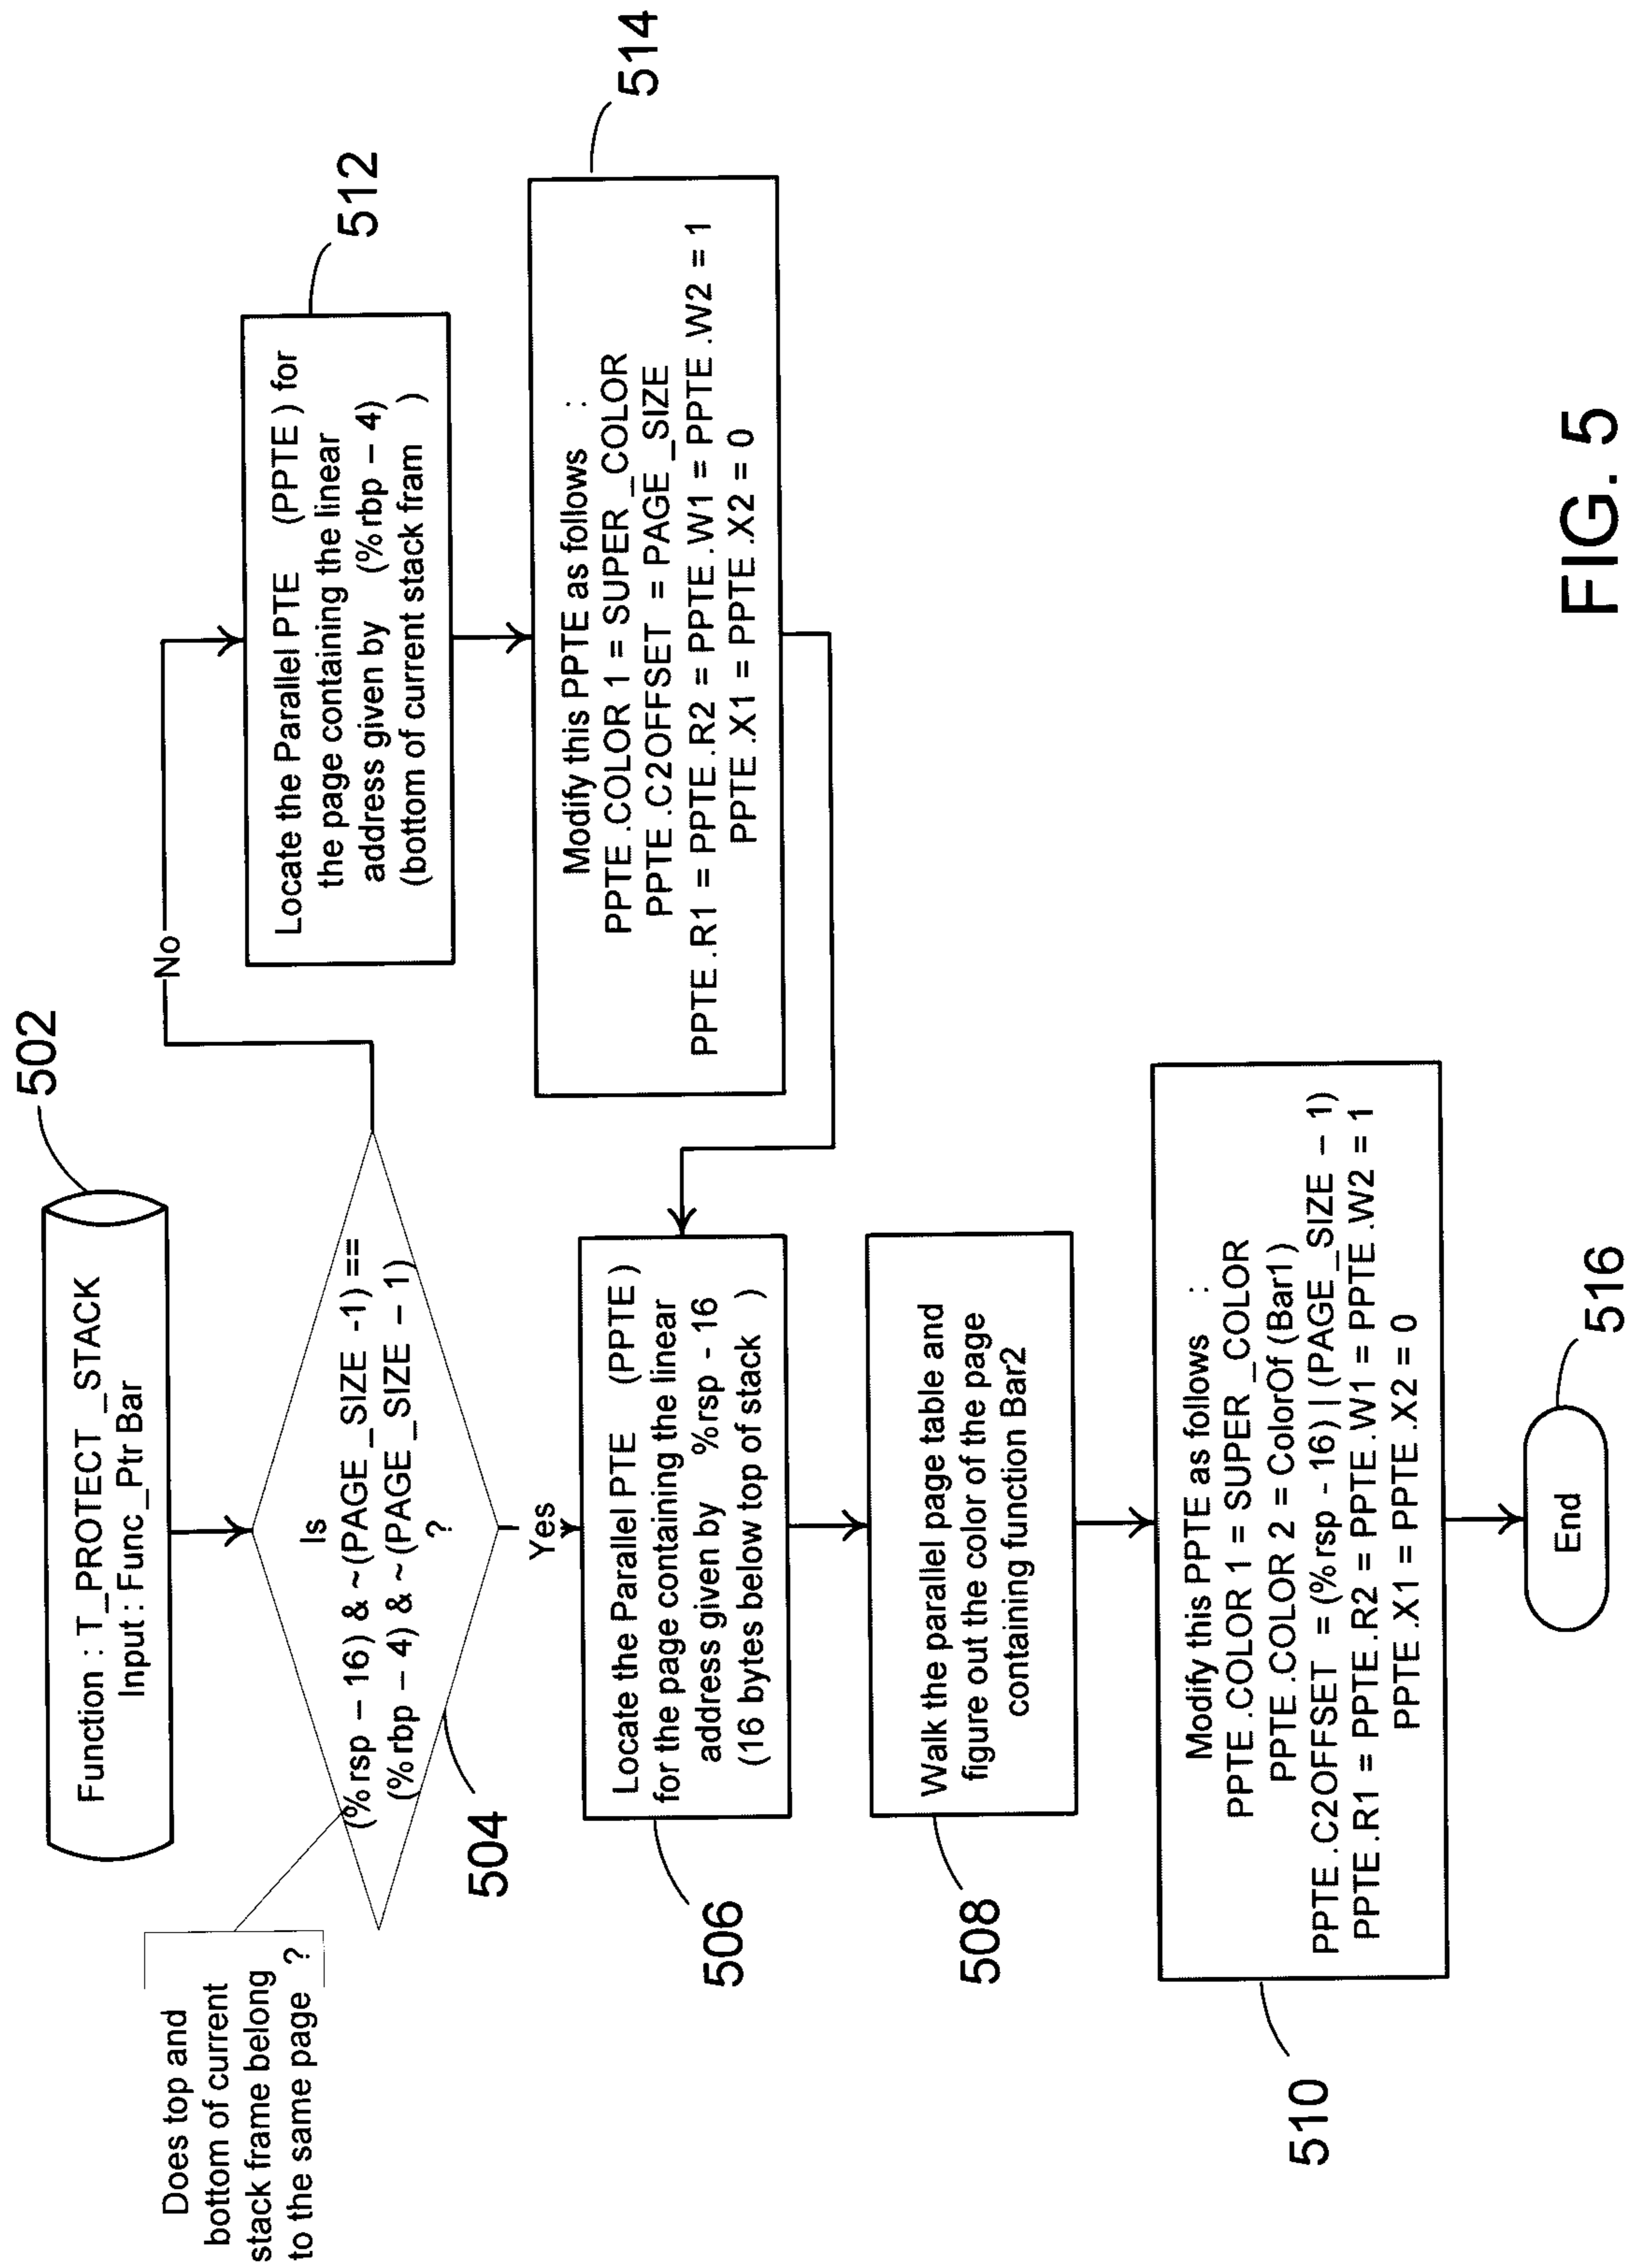 502
Function : T_PROTECT _STACK
Input : Func_Ptr Bar
Does top and
bottom of current
stack frame belong
to the same page ?
Is
(% rsp – 16) & ~(PAGE _SIZE -1) ==
(% rbp – 4) & ~(PAGE _SIZE – 1)
?
504
No
Yes
512
Locate the Parallel PTE (PPTE ) for
the page containing the linear
address given by (% rbp – 4)
(bottom of current stack fram )
514
Modify this PPTE as follows :
PPTE .COLOR 1 = SUPER _COLOR
PPTE .C2OFFSET = PAGE _SIZE
PPTE .R1 = PPTE .R2 = PPTE .W1 = PPTE .W2 = 1
PPTE .X1 = PPTE .X2 = 0
506
Locate the Parallel PTE (PPTE )
for the page containing the linear
address given by %rsp - 16
(16 bytes below top of stack )
508
Walk the parallel page table and
figure out the color of the page
containing function Bar2
510
Modify this PPTE as follows :
PPTE .COLOR 1 = SUPER _COLOR
PPTE .COLOR 2 = ColorOf (Bar1)
PPTE .C2OFFSET = (% rsp - 16) | (PAGE _SIZE – 1)
PPTE .R1 = PPTE .R2 = PPTE .W1 = PPTE .W2 = 1
PPTE .X1 = PPTE .X2 = 0
516
End
FIG. 5